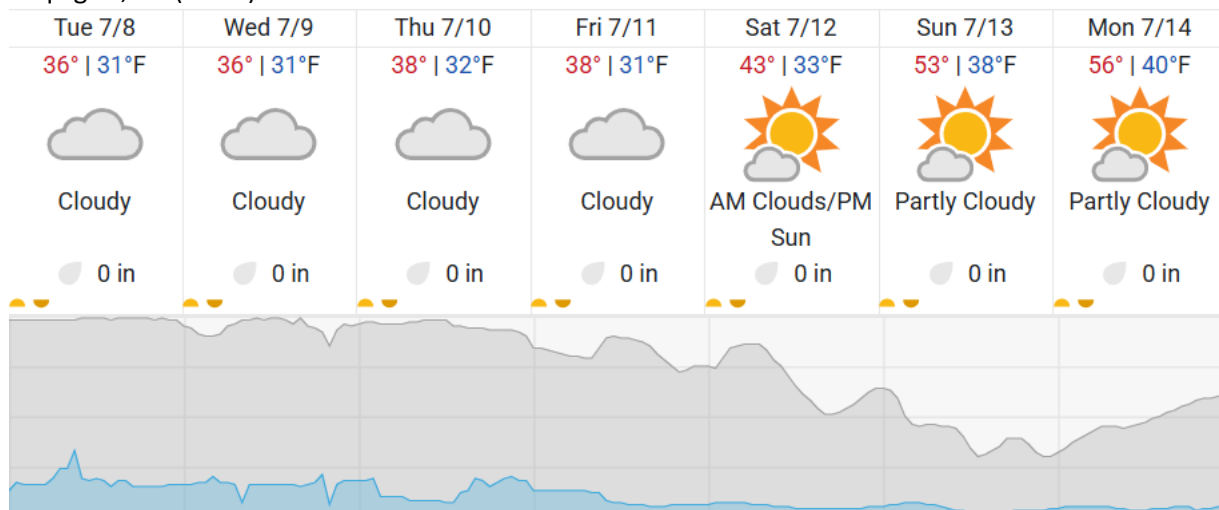 Tue 7/8 Wed 7/9 Thu 7/10 Fri 7/11 Sat 7/12 Sun 7/13 Mon 7/14
36° | 31°F 36° | 31°F 38° | 32°F 38° | 31°F 43° | 33°F 53° | 38°F 56° | 40°F
Cloudy Cloudy Cloudy Cloudy AM Clouds/PM Partly Cloudy Partly Cloudy
Sun
0 in 0 in 0 in 0 in 0 in 0 in 0 in